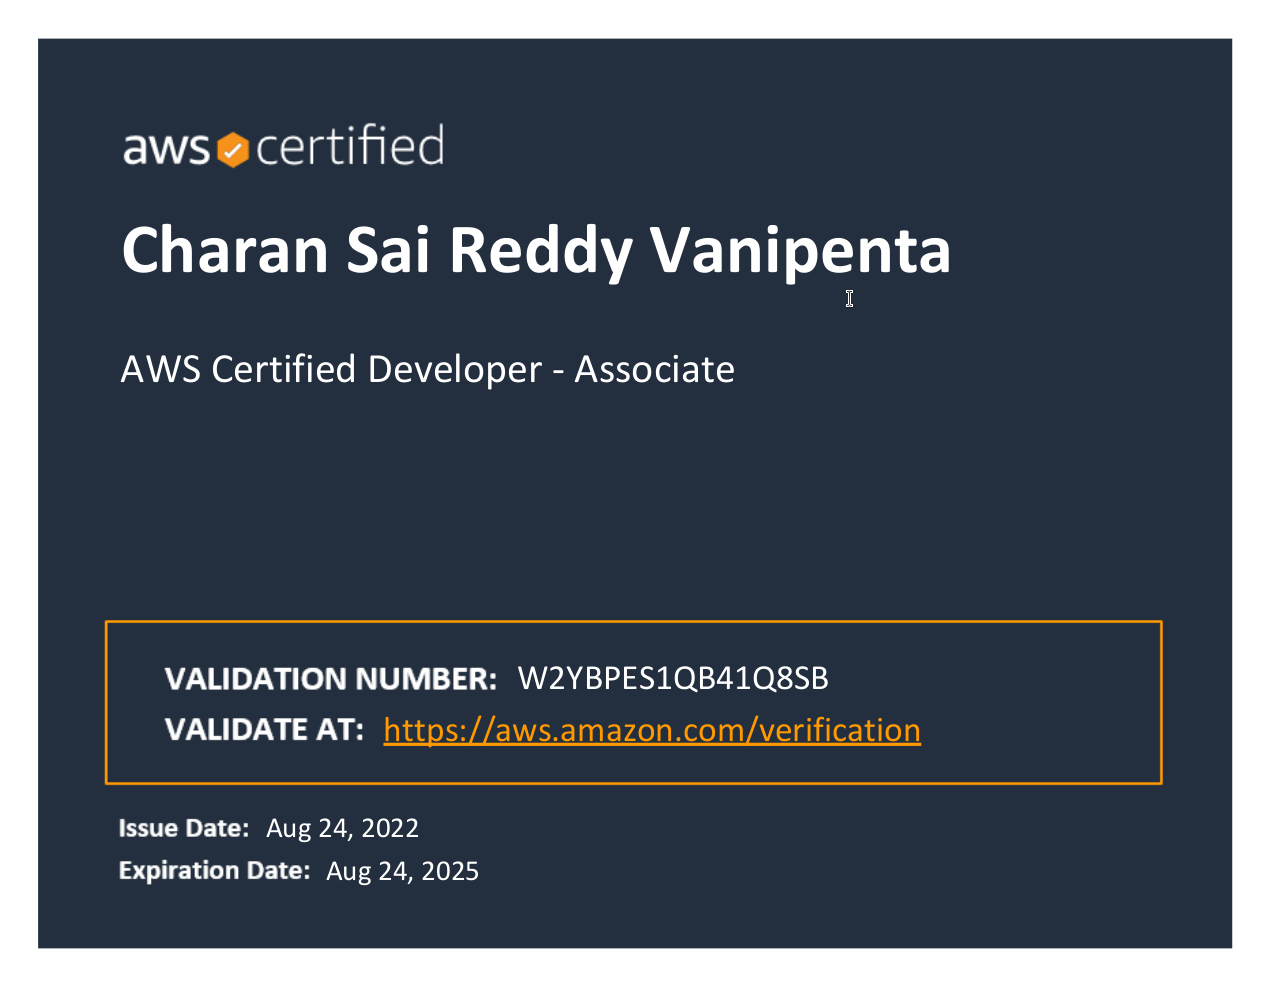 aws certified
Charan Sai Reddy Vanipenta
AWS Certified Developer - Associate
VALIDATION NUMBER: W2YBPES1QB41Q8SB
VALIDATE AT: https://aws.amazon.com/verification
Issue Date: Aug 24, 2022
Expiration Date: Aug 24, 2025